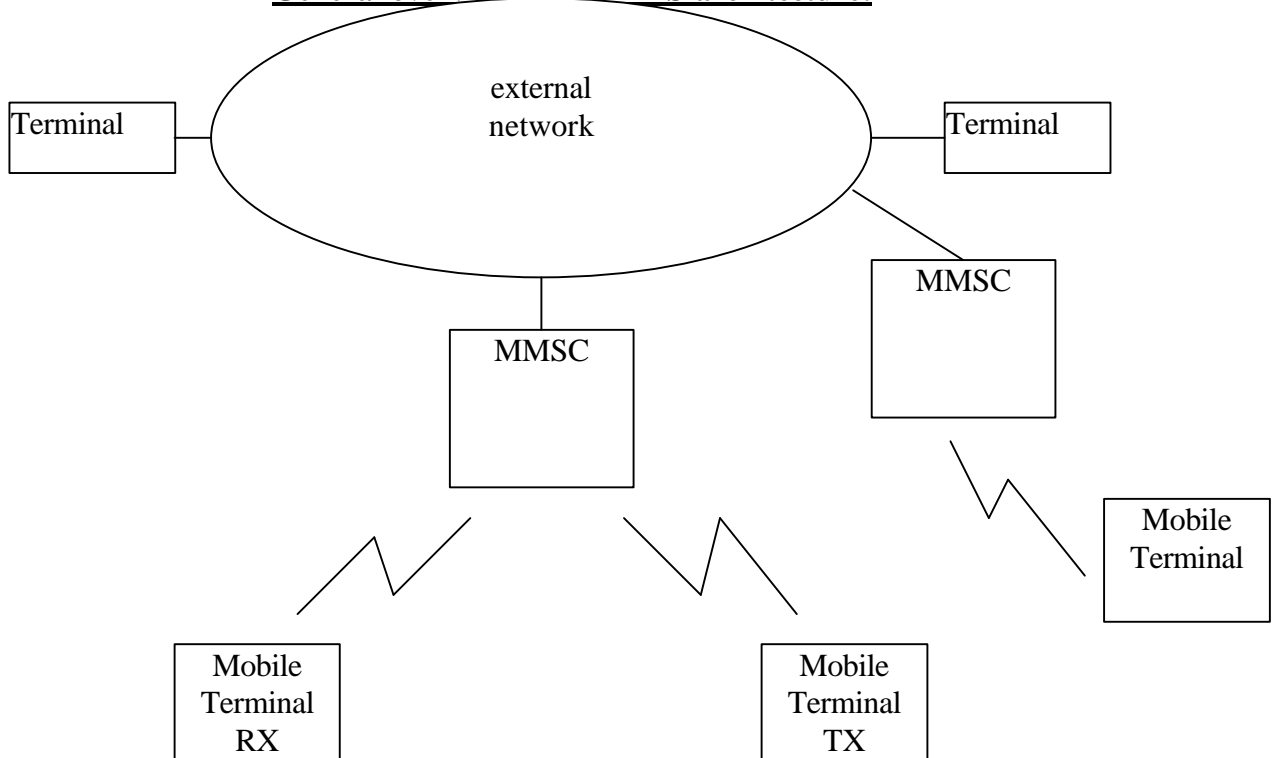 external
network
Terminal
Terminal
MMSC
MMSC
Mobile
Terminal
Mobile
Terminal
RX
Mobile
Terminal
TX